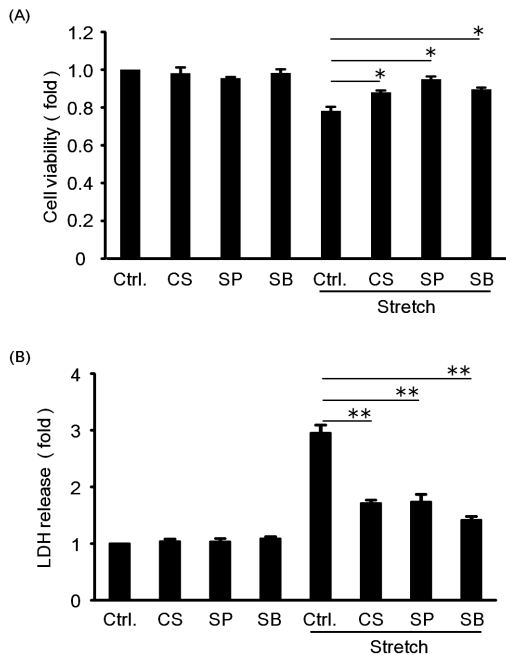 (A)
Cell viability ( fold )
1.2
1.0
0.8
0.6
0.4
0.2
0
*
*
*
Ctrl. CS SP SB Ctrl. CS SP SB
Stretch
(B)
LDH release ( fold )
4
3
2
1
0
**
**
**
Ctrl. CS SP SB Ctrl. CS SP SB
Stretch